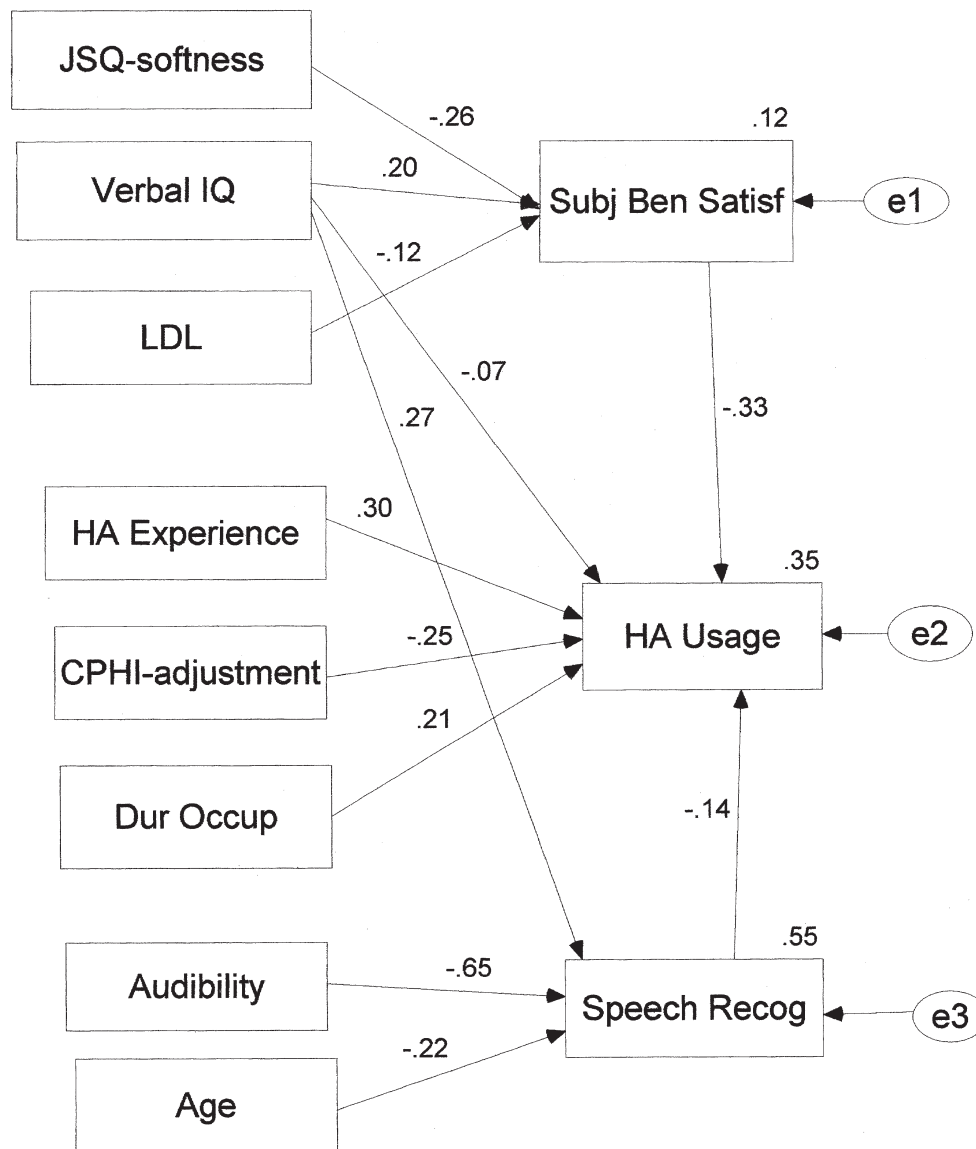 JSQ-softness
-.26
.12
Verbal IQ
.20
Subj Ben Satisf
e1
-.12
LDL
-.07
.27
-.33
HA Experience
.30
.35
CPHI-adjustment
-.25
HA Usage
e2
.21
Dur Occup
-.14
.55
Audibility
-.65
Speech Recog
e3
-.22
Age